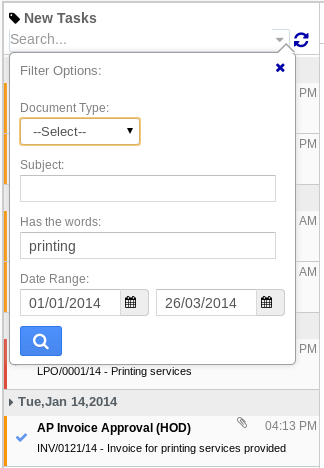 New Tasks
Search...
Filter Options:
PM
Document Type:
--Select--
PM
Subject:
Has the words:
AM
printing
AM
Date Range:
01/01/2014 26/03/2014
PM
LPO/0001/14 - Printing services
Tue,Jan 14,2014
AP Invoice Approval (HOD) 04:13 PM
INV/0121/14 - Invoice for printing services provided